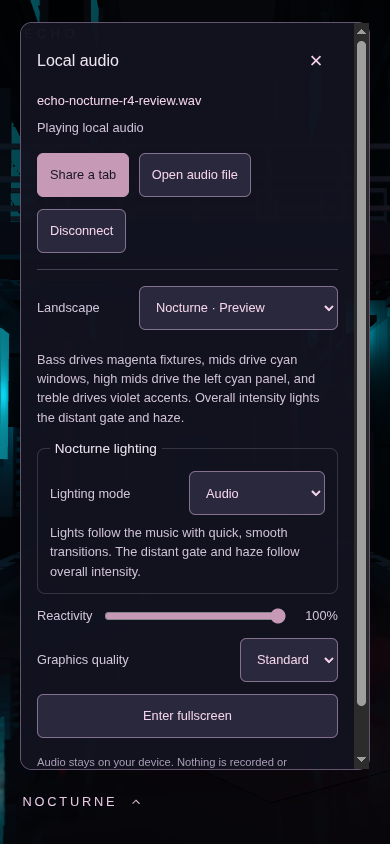 ECHO
Local audio ✕
echo-nocturne-r4-review.wav
Playing local audio
Share a tab
Open audio file
Disconnect
Landscape
Nocturne · Preview
Bass drives magenta fixtures, mids drive cyan
windows, high mids drive the left cyan panel, and
treble drives violet accents. Overall intensity lights
the distant gate and haze.
Nocturne lighting
Lighting mode
Audio
Lights follow the music with quick, smooth
transitions. The distant gate and haze follow
overall intensity.
Reactivity
100%
Graphics quality
Standard
Enter fullscreen
Audio stays on your device. Nothing is recorded or
NOCTURNE